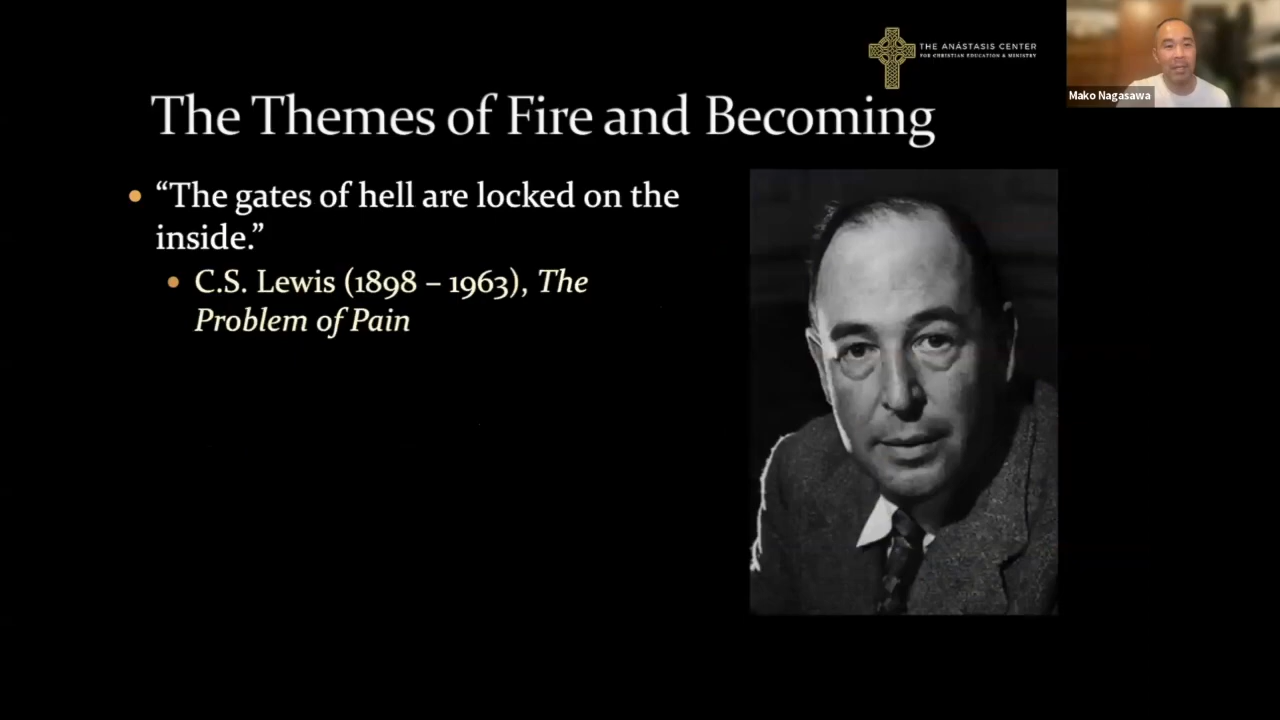 THE ANÁSTASIS CENTER
FOR CHRISTIAN EDUCATION & MINISTRY
Mako Nagasawa
The Themes of Fire and Becoming
“The gates of hell are locked on the
inside.”
C.S. Lewis (1898 – 1963), The
Problem of Pain